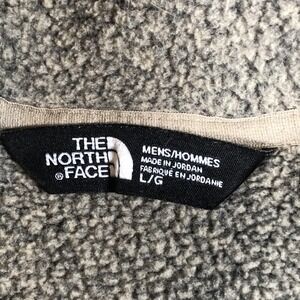 THE
NORTH
® FACE
MENS/HOMMES
MADE IN JORDAN
FABRIQUÉ EN JORDANIE
L/G